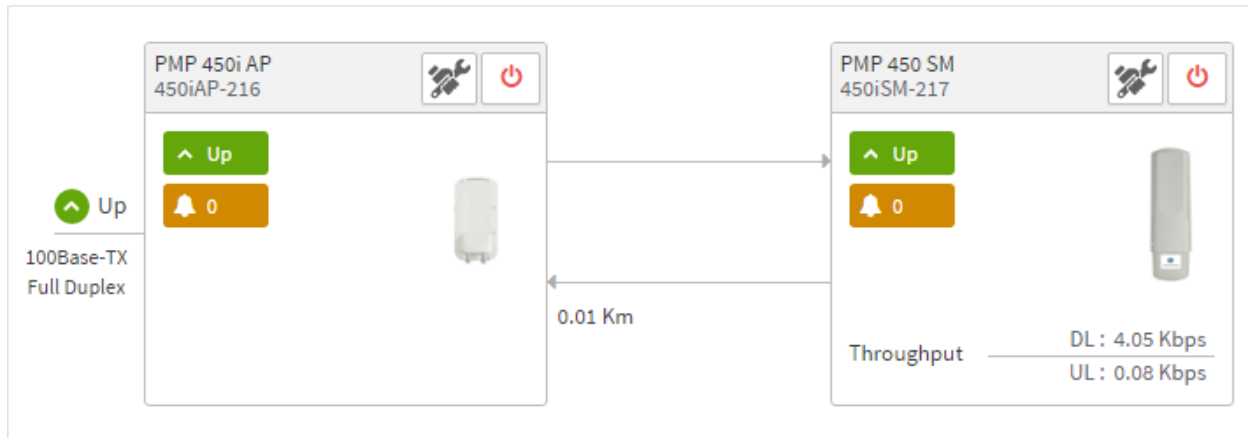 PMP 450i AP
450iAP-216
Up
0
Up
100Base-TX
Full Duplex
0.01 Km
PMP 450 SM
450iSM-217
Up
0
Throughput
DL : 4.05 Kbps
UL : 0.08 Kbps